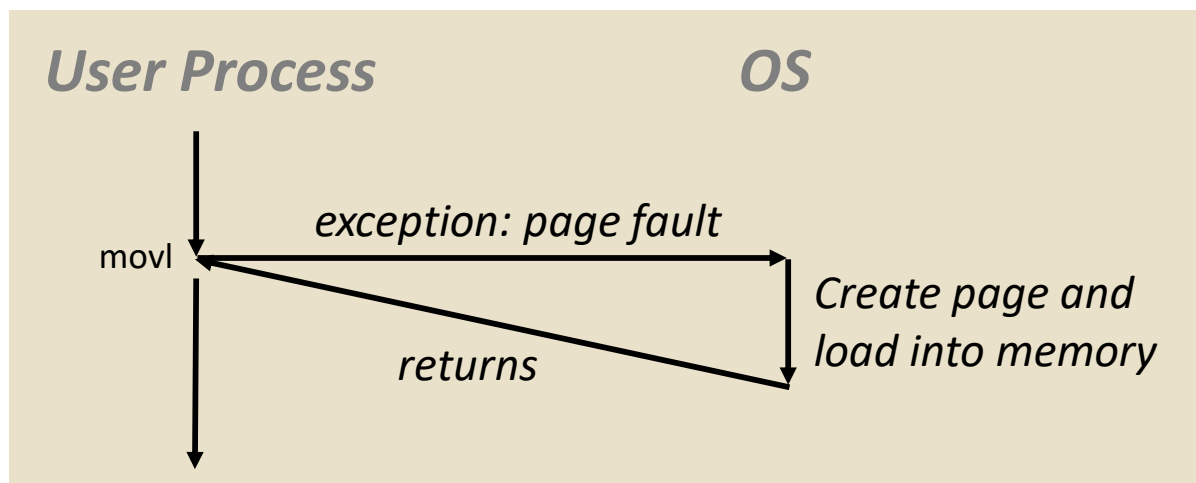 User Process
OS
exception: page fault
movl
Create page and
load into memory
returns